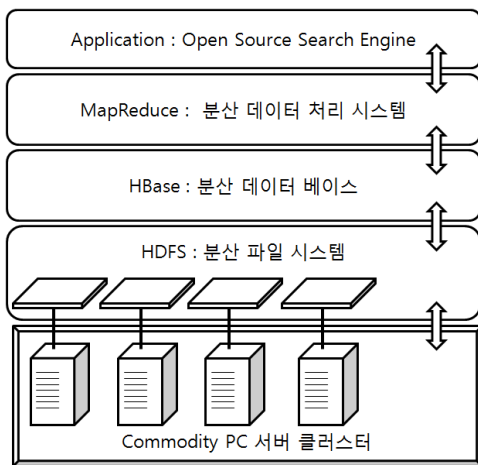 Application : Open Source Search Engine
MapReduce : 분산 데이터 처리 시스템
HBase : 분산 데이터 베이스
HDFS : 분산 파일 시스템
Commodity PC 서버 클러스터